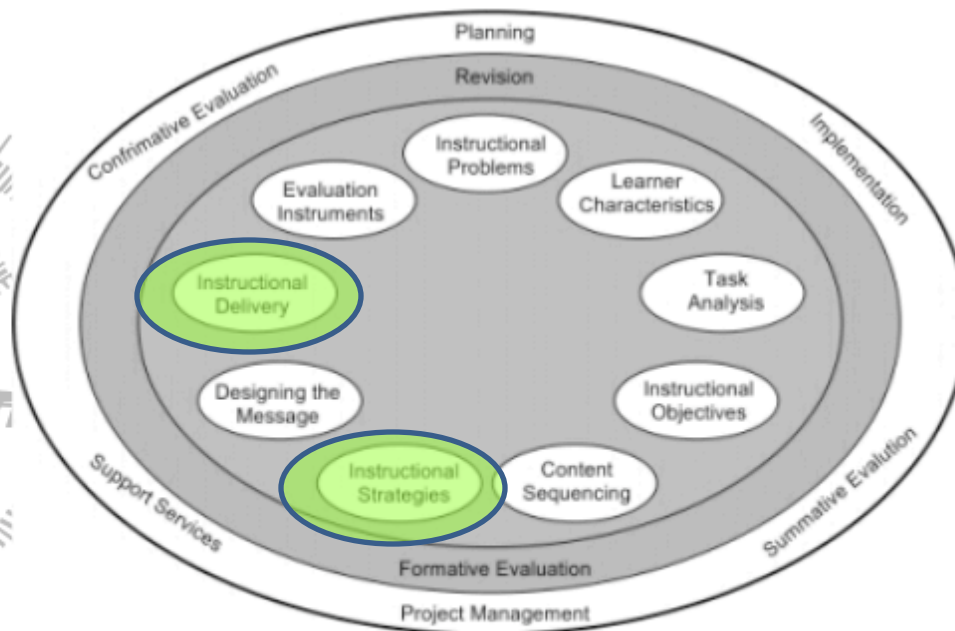 Planning
Revision
Confrimative Evaluation
Implementation
Instructional
Problems
Evaluation
Instruments
Learner
Characteristics
Instructional
Delivery
Task
Analysis
Designing the
Message
Instructional
Objectives
Instructional
Strategies
Content
Sequencing
Support Services
Summative Evalution
Formative Evaluation
Project Management